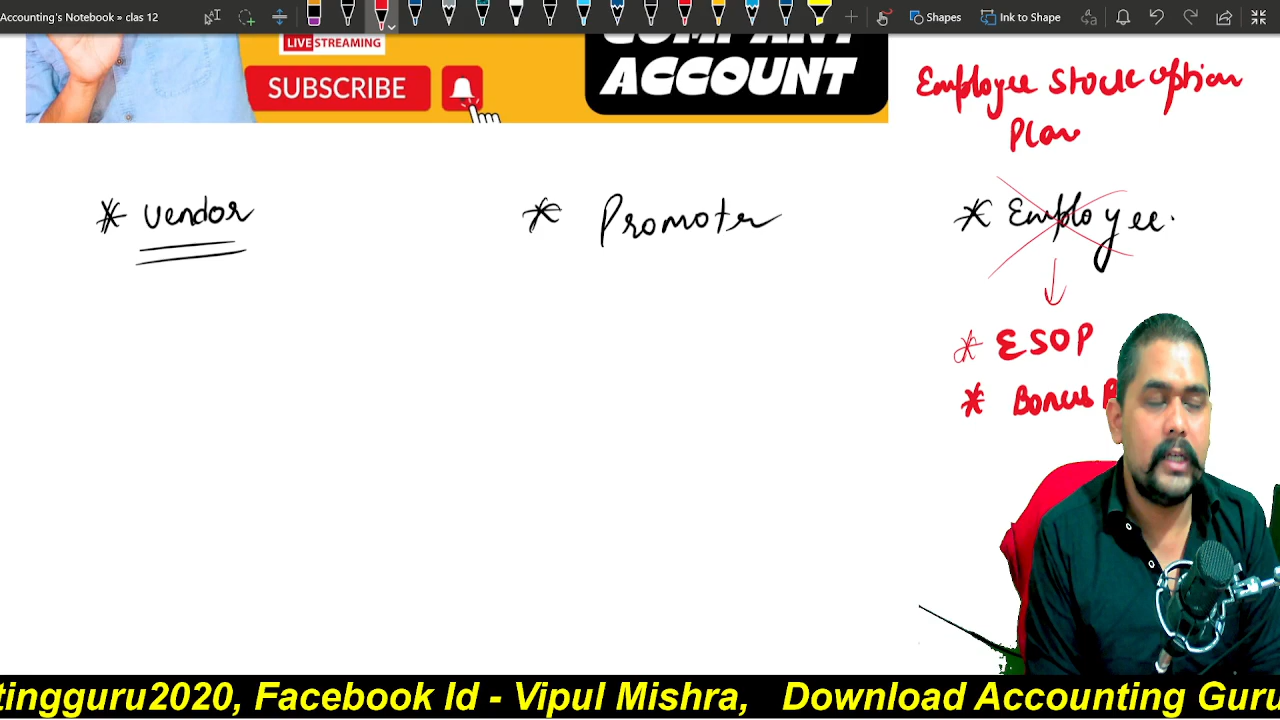 Accounting's Notebook » clas 12
Shapes
Ink to Shape
LIVE STREAMING
SUBSCRIBE
COMPANY
ACCOUNT
Employee Stock option
Plan
* Vendor
* Promoter
* Employee
* ESOP
* Bonus
tingguru2020, Facebook Id - Vipul Mishra, Download Accounting Guru